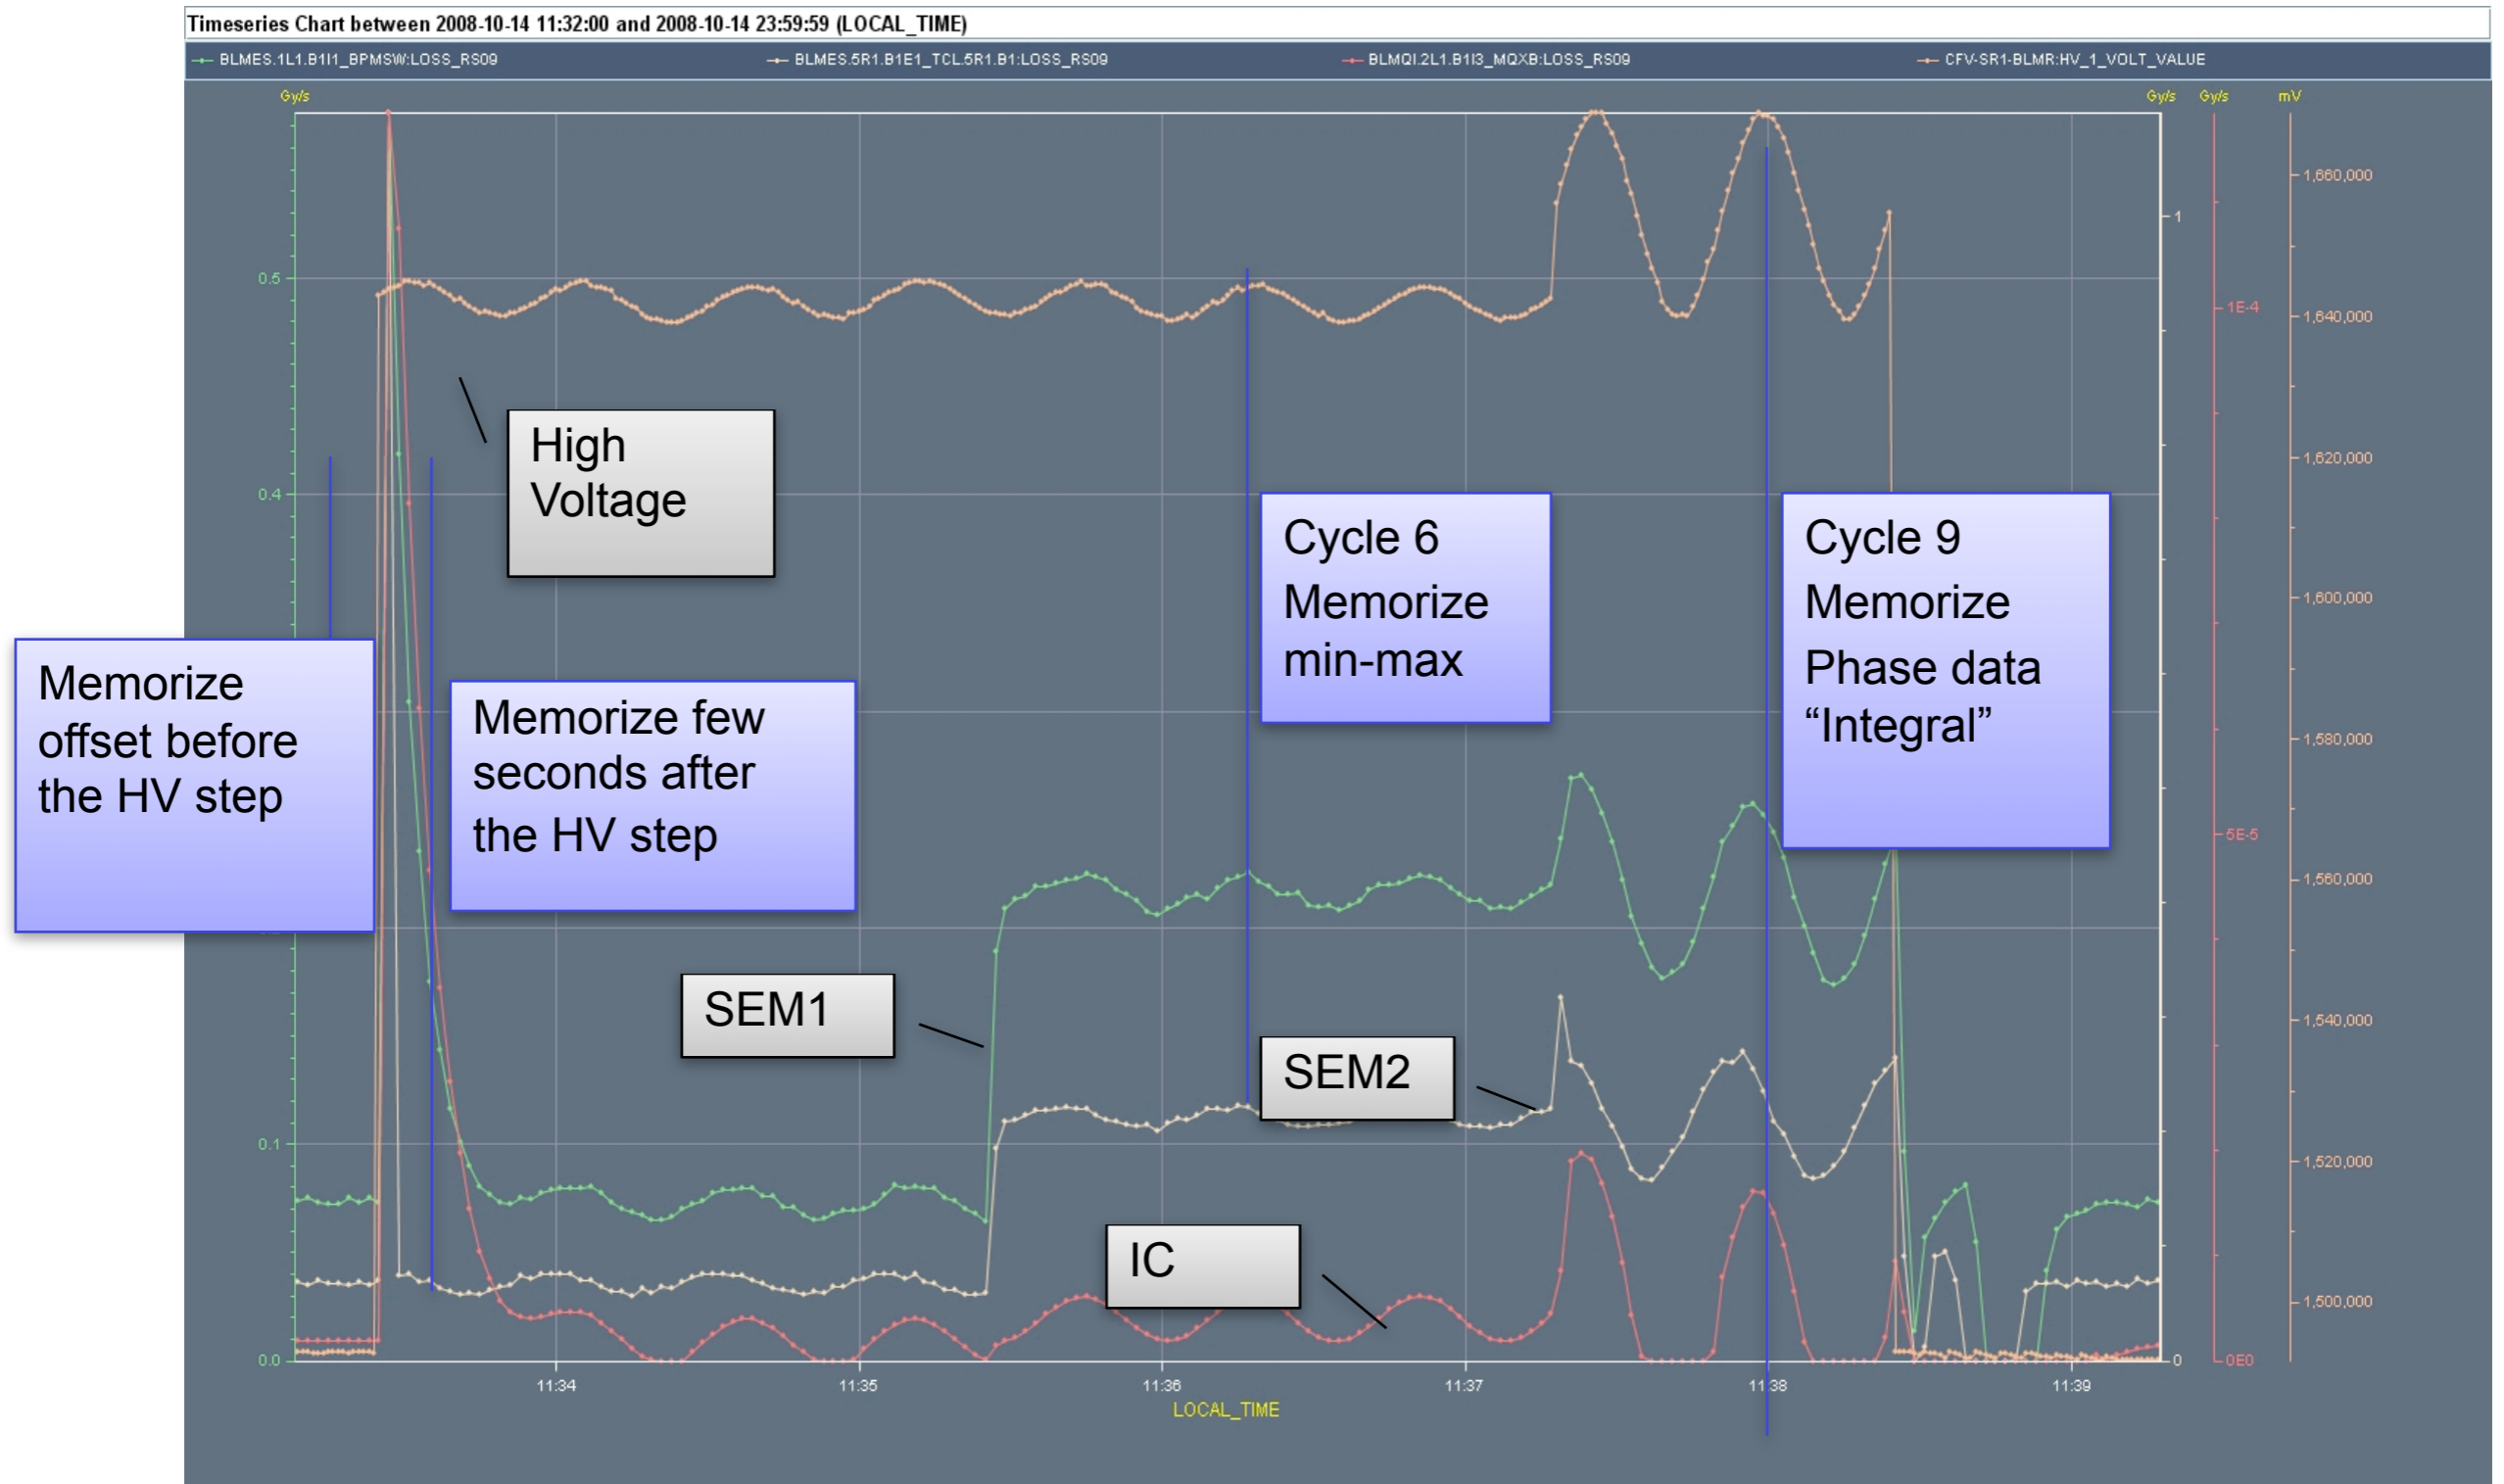 Timeseries Chart between 2008-10-14 11:32:00 and 2008-10-14 23:59:59 (LOCAL_TIME)
BLMES.1L1.B1I1_BPMSW:LOSS_RS09 BLMES.5R1.B1E1_TCL.5R1.B1:LOSS_RS09 BLMQI.2L1.B1I3_MQXB:LOSS_RS09 CFV-SR1-BLMR:HV_1_VOLT_VALUE
Gy/s Gy/s Gy/s mV
1,660,000
1
0.5
1E-4
1,640,000
High
Voltage
1,620,000
0.4
Cycle 6
Memorize
min-max
Cycle 9
Memorize
Phase data
“Integral”
1,600,000
Memorize
offset before
the HV step
Memorize few
seconds after
the HV step
1,580,000
5E-5
1,560,000
SEM1
1,540,000
SEM2
0.1
1,520,000
IC
1,500,000
0.0
0
0E0
11:34 11:35 11:36 11:37 11:38 11:39
LOCAL_TIME